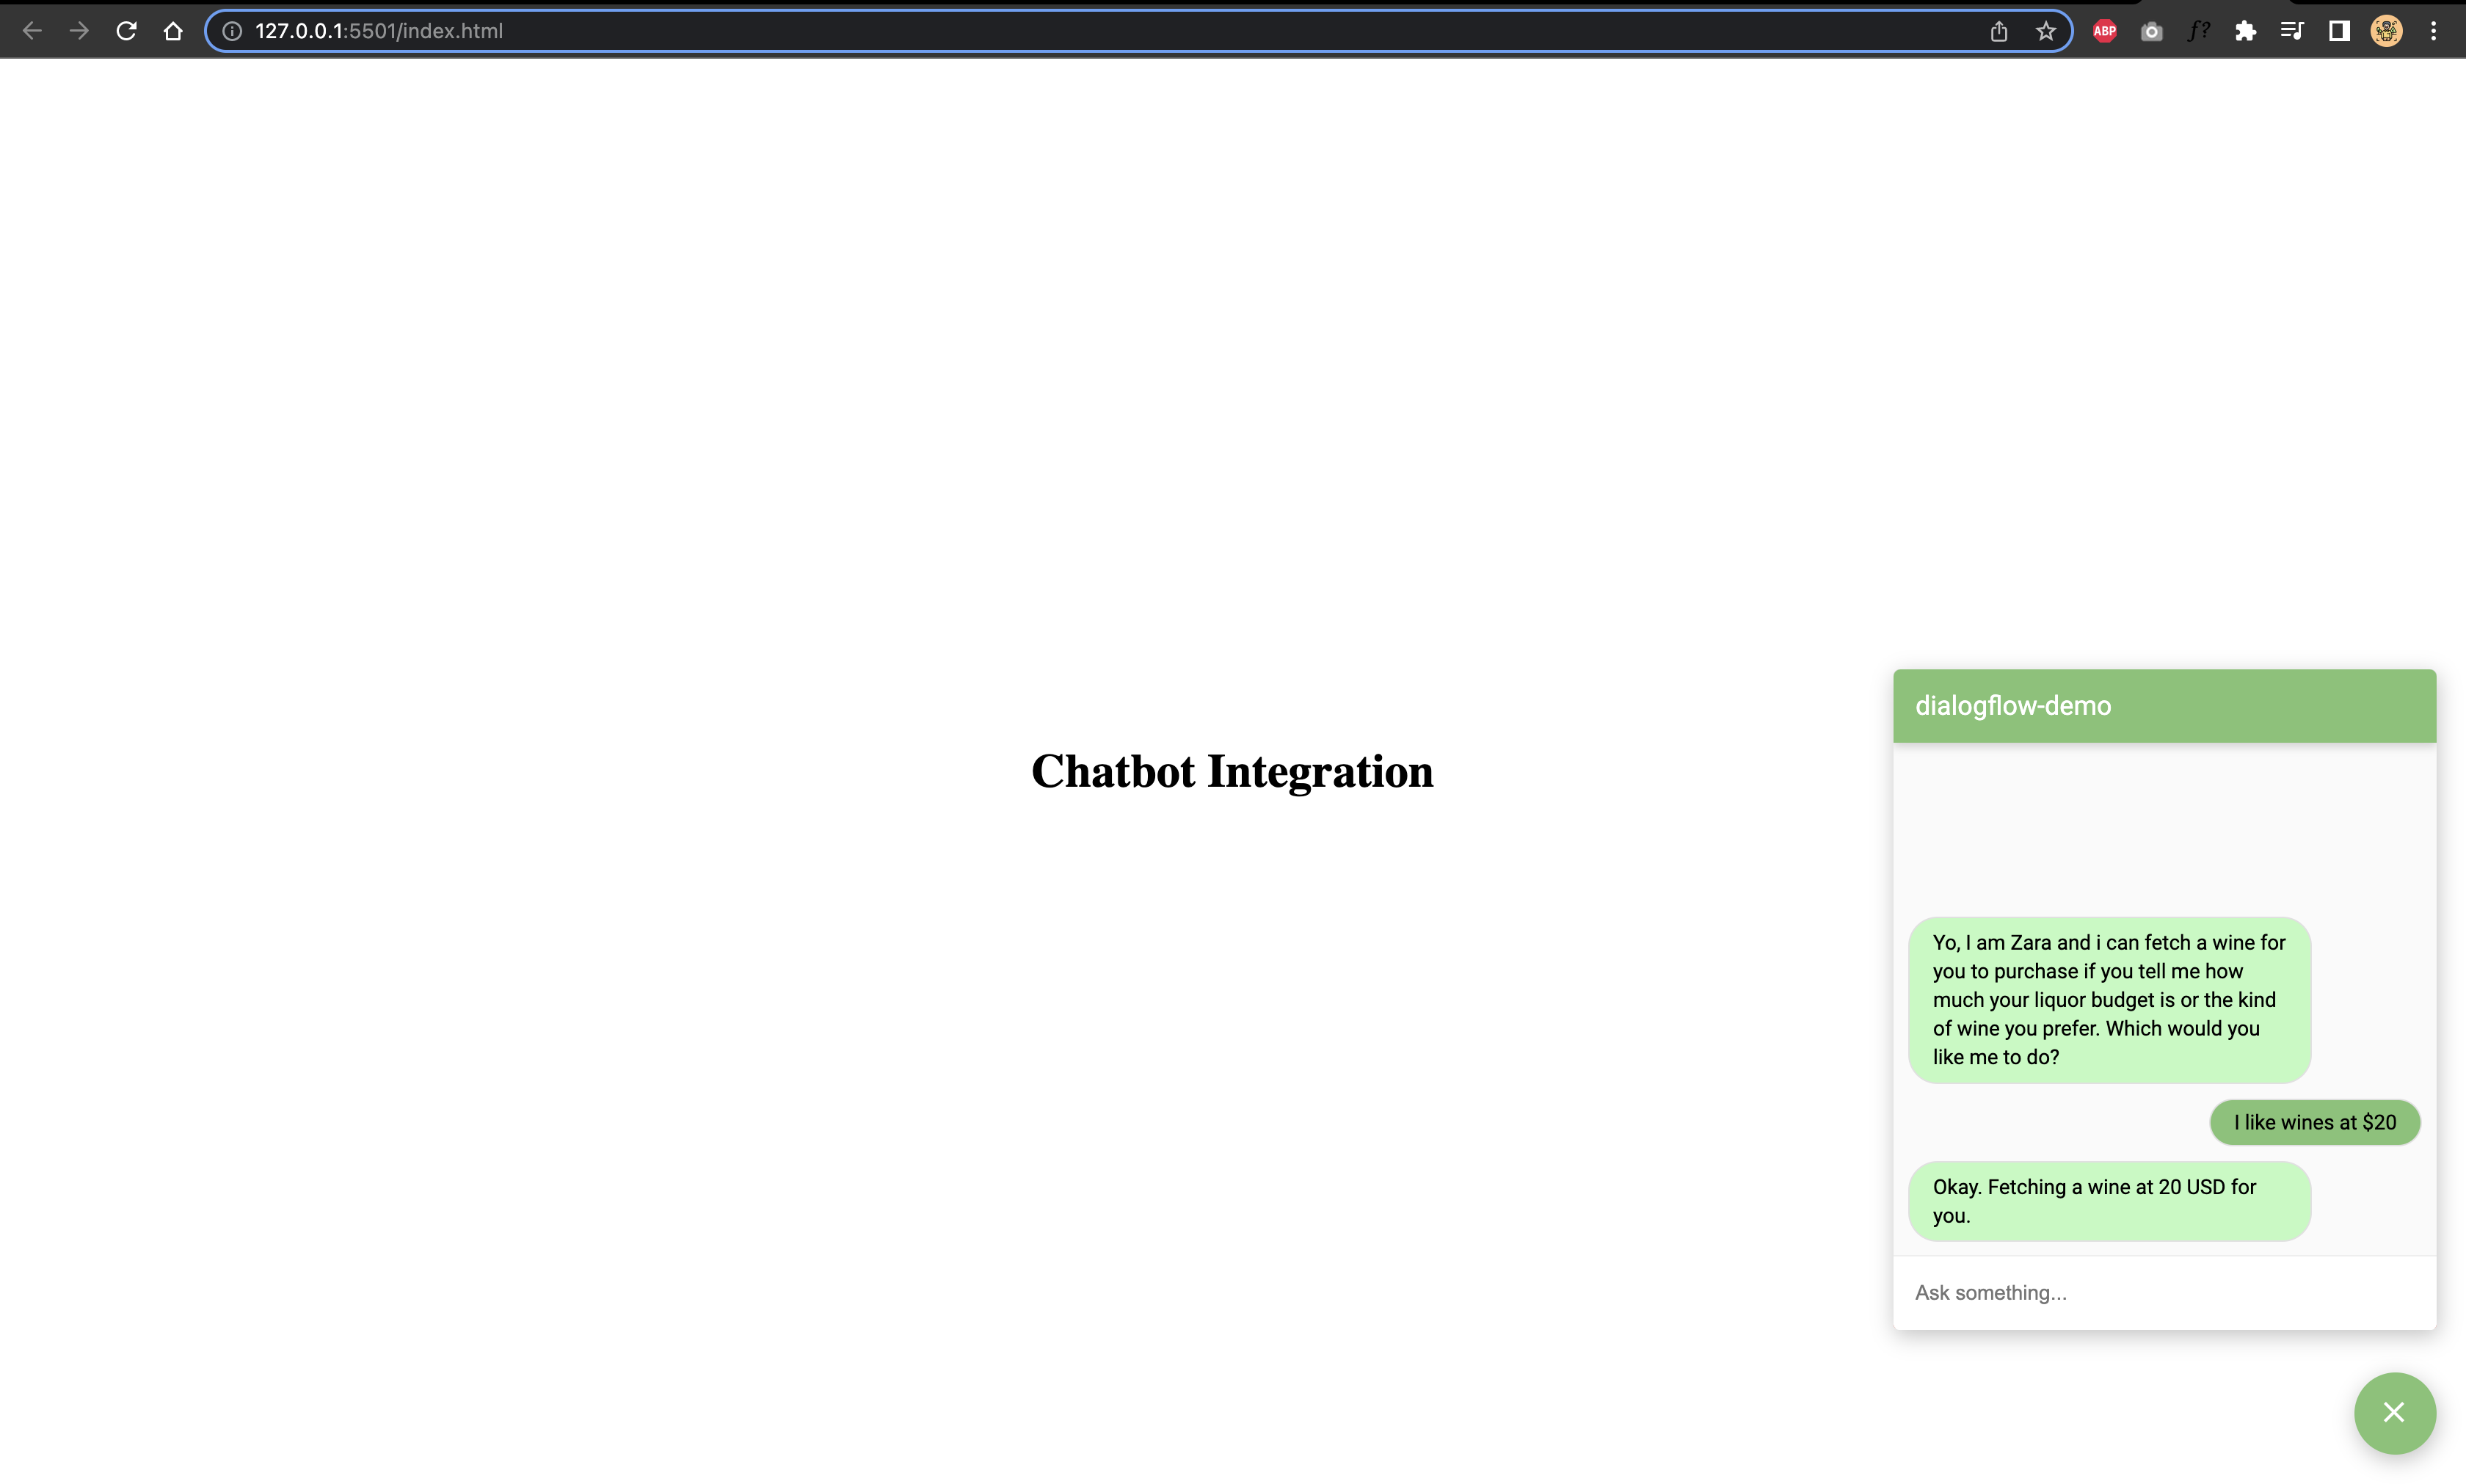 127.0.0.1:5501/index.html
ABP
f?
dialogflow-demo
Chatbot Integration
Yo, I am Zara and i can fetch a wine for
you to purchase if you tell me how
much your liquor budget is or the kind
of wine you prefer. Which would you
like me to do?
I like wines at $20
Okay. Fetching a wine at 20 USD for
you.
Ask something...